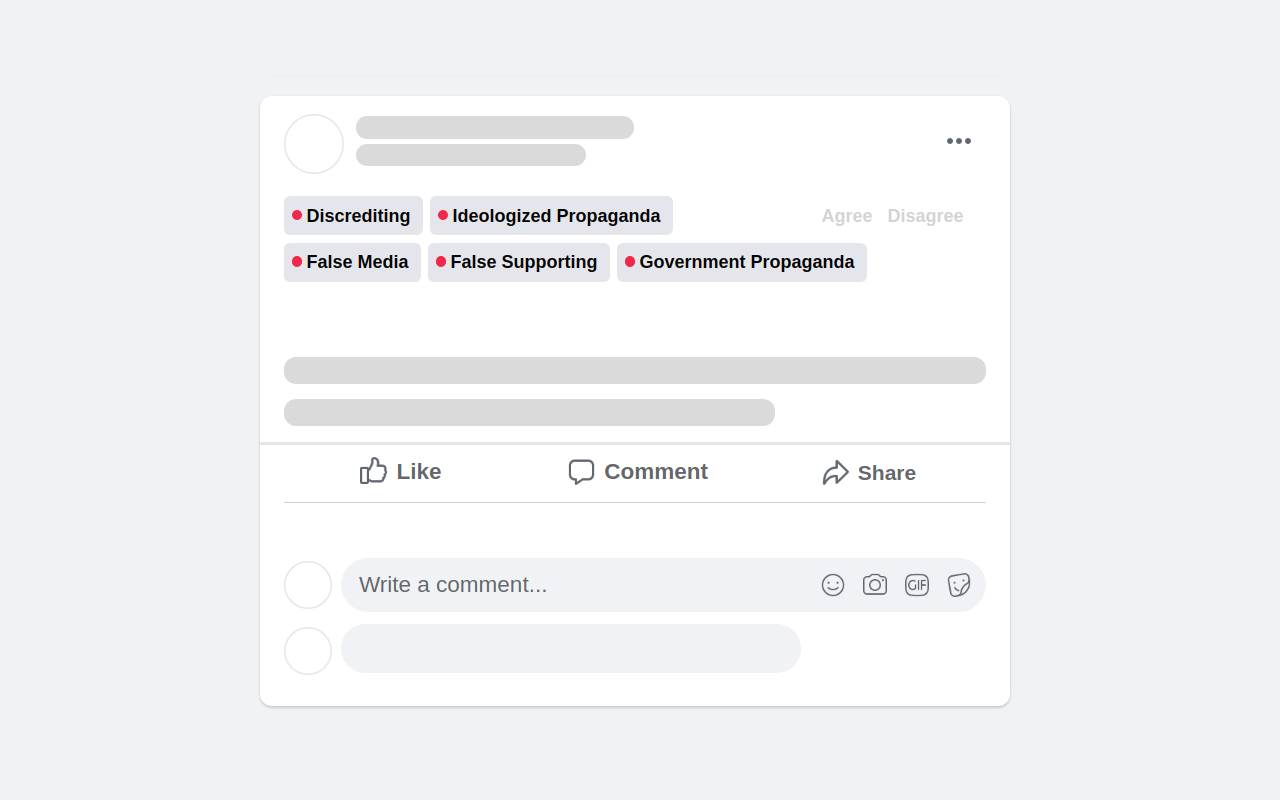 Discrediting Ideologized Propaganda Agree Disagree
False Media False Supporting Government Propaganda
Like Comment Share
Write a comment... GIF